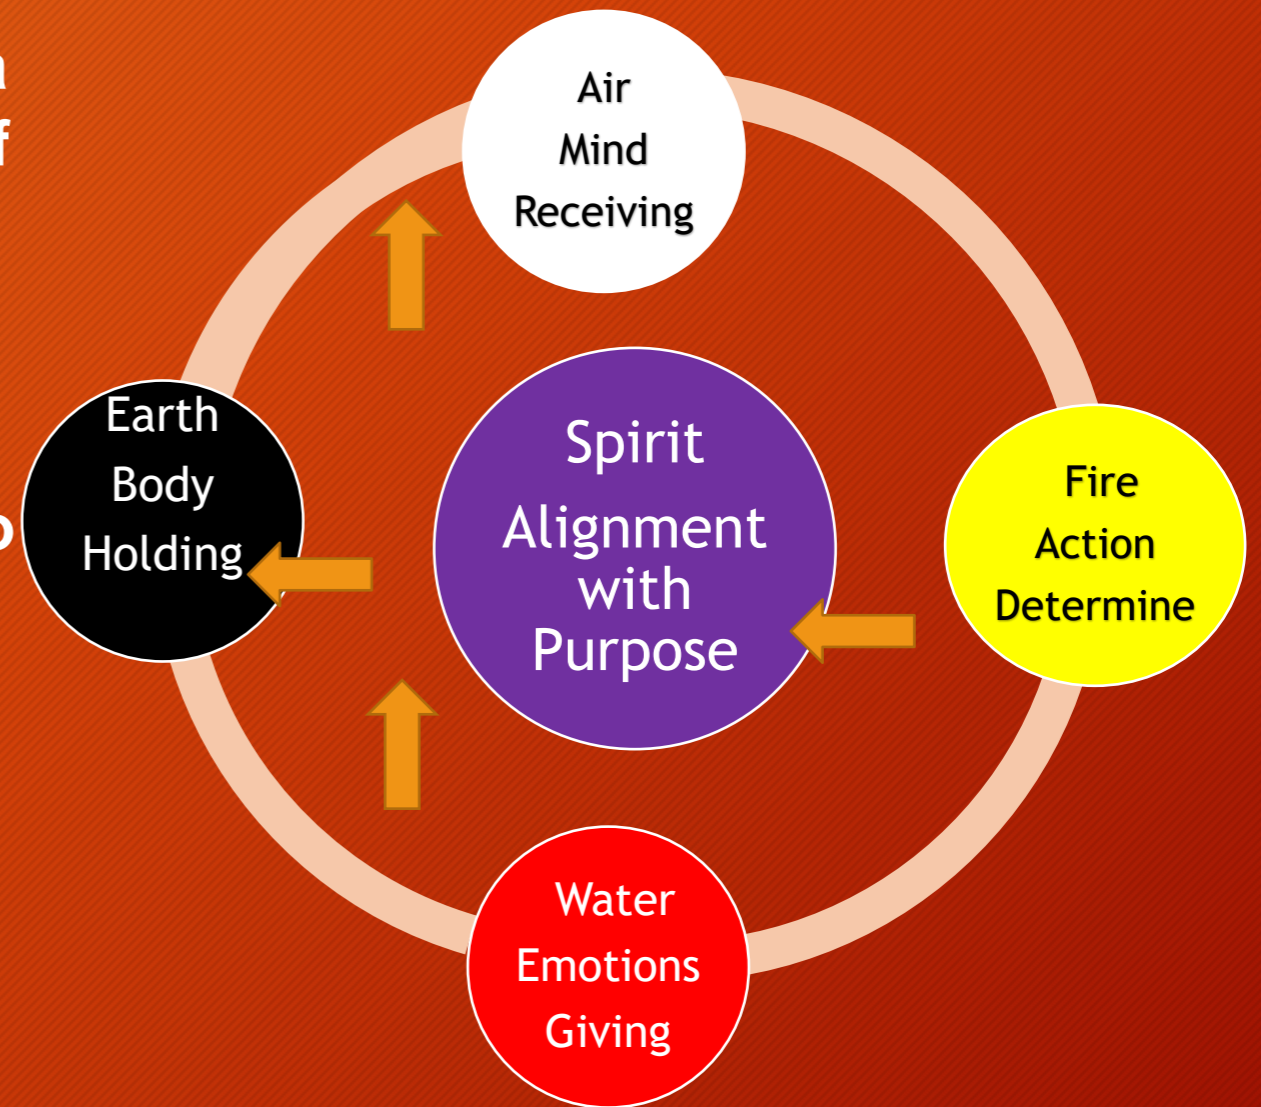 Air
Mind
Receiving
Earth
Body
Holding
Spirit
Alignment
with
Purpose
Fire
Action
Determine
Water
Emotions
Giving